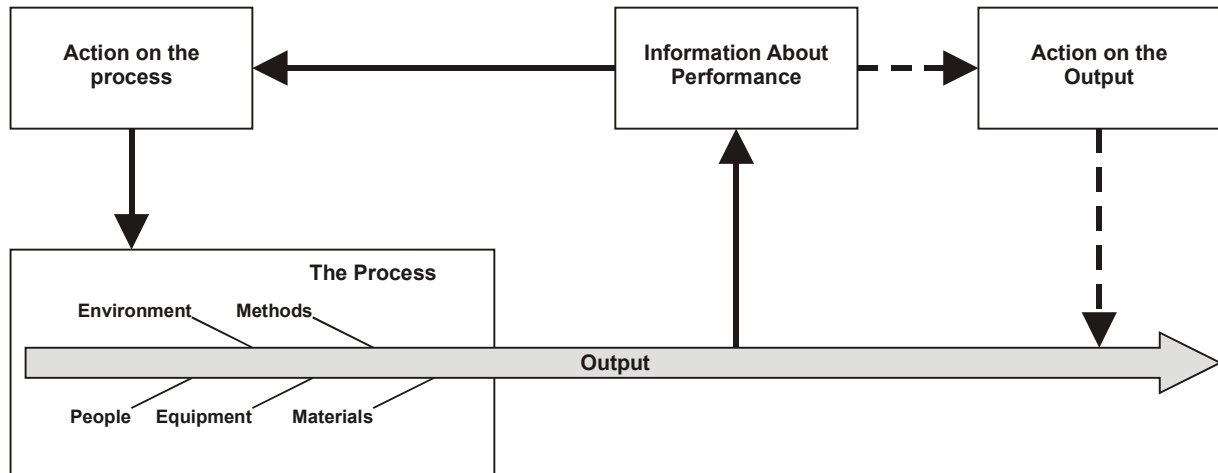 Action on the
process
Information About
Performance
Action on the
Output
The Process
Environment
Methods
Output
People
Equipment
Materials